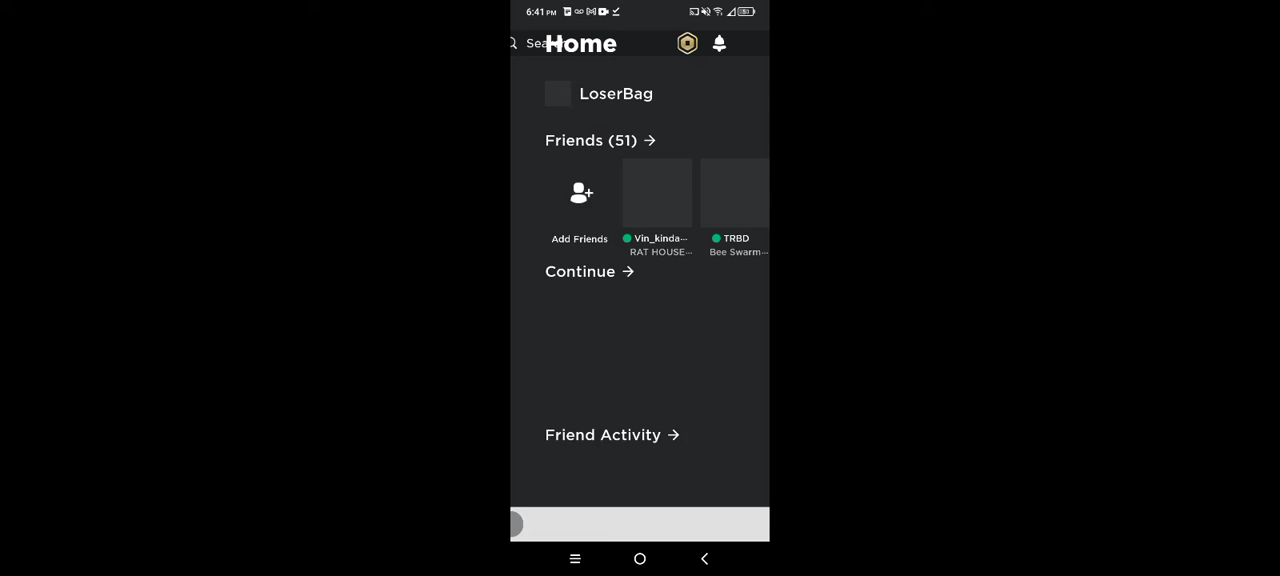 6:41 PM
Home
LoserBag
Friends (51)
Add Friends
Vin_kinda...
RAT HOUSE...
TRBD
Bee Swarm...
Continue
Friend Activity